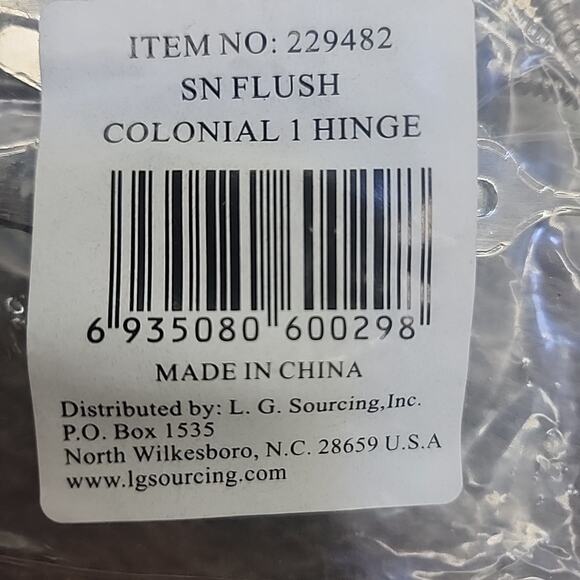 ITEM NO: 229482
SN FLUSH
COLONIAL 1 HINGE
6 935080 600298
MADE IN CHINA
Distributed by: L. G. Sourcing,Inc.
P.O. Box 1535
North Wilkesboro, N.C. 28659 U.S.A
www.lgsourcing.com